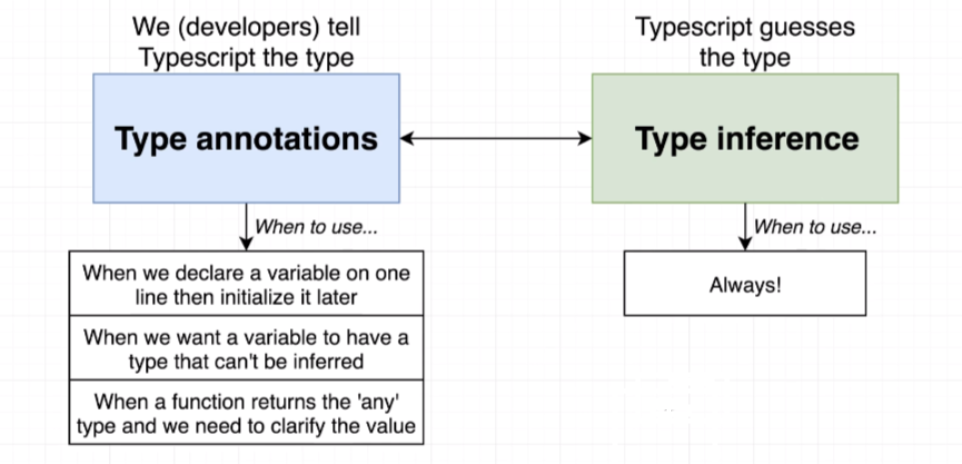 We (developers) tell
Typescript the type
Type annotations
When to use...
When we declare a variable on one
line then initialize it later
When we want a variable to have a
type that can't be inferred
When a function returns the 'any'
type and we need to clarify the value
Typescript guesses
the type
Type inference
When to use...
Always!